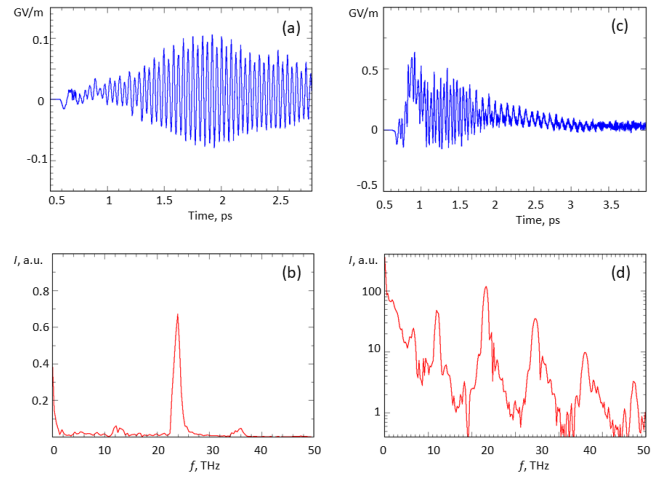 GV/m
(a)
0.1
0
-0.1
0.5 1 1.5 2 2.5
Time, ps
GV/m
(c)
0.5
0
-0.5
0.5 1 1.5 2 2.5 3 3.5
Time, ps
I, a.u.
(b)
0.8
0.6
0.4
0.2
0 10 20 30 40 50
f, THz
I, a.u.
(d)
100
10
1
0 10 20 30 40 50
f, THz